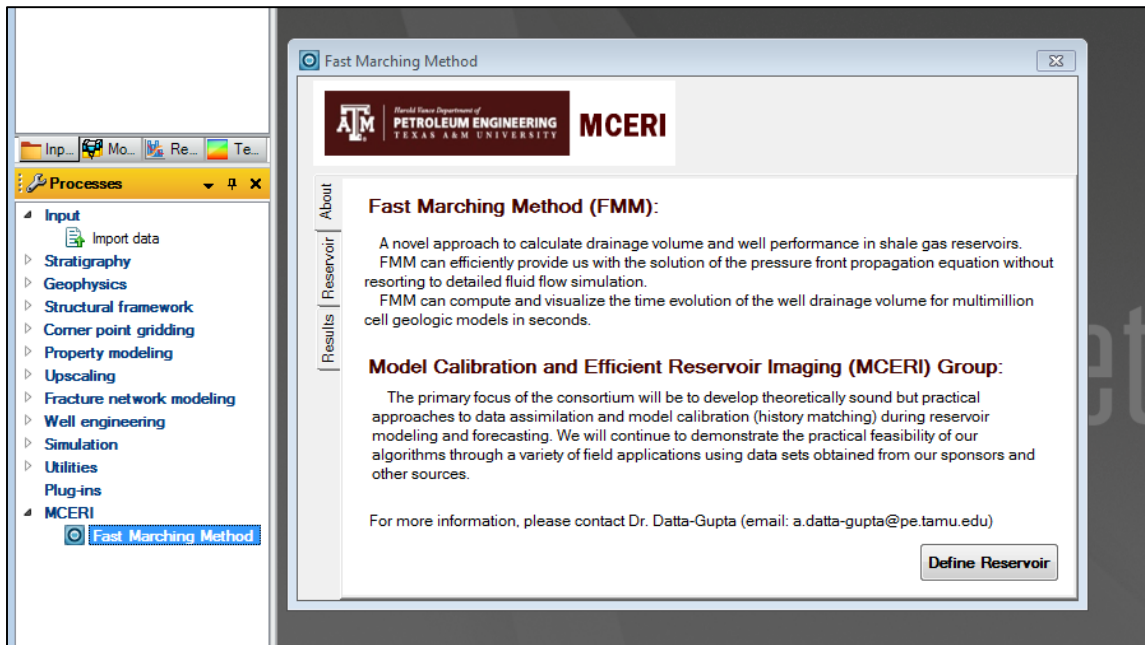 Inp...
Mo...
Re...
Te...
Processes
Input
Import data
Stratigraphy
Geophysics
Structural framework
Corner point gridding
Property modeling
Upscaling
Fracture network modeling
Well engineering
Simulation
Utilities
Plug-ins
MCERI
Fast Marching Method
Fast Marching Method
ATM
Harold Vance Department of
PETROLEUM ENGINEERING
TEXAS A&M UNIVERSITY
MCERI
About
Reservoir
Results
Fast Marching Method (FMM):
A novel approach to calculate drainage volume and well performance in shale gas reservoirs.
FMM can efficiently provide us with the solution of the pressure front propagation equation without
resorting to detailed fluid flow simulation.
FMM can compute and visualize the time evolution of the well drainage volume for multimillion
cell geologic models in seconds.
Model Calibration and Efficient Reservoir Imaging (MCERI) Group:
The primary focus of the consortium will be to develop theoretically sound but practical
approaches to data assimilation and model calibration (history matching) during reservoir
modeling and forecasting. We will continue to demonstrate the practical feasibility of our
algorithms through a variety of field applications using data sets obtained from our sponsors and
other sources.
For more information, please contact Dr. Datta-Gupta (email: a.datta-gupta@pe.tamu.edu)
Define Reservoir